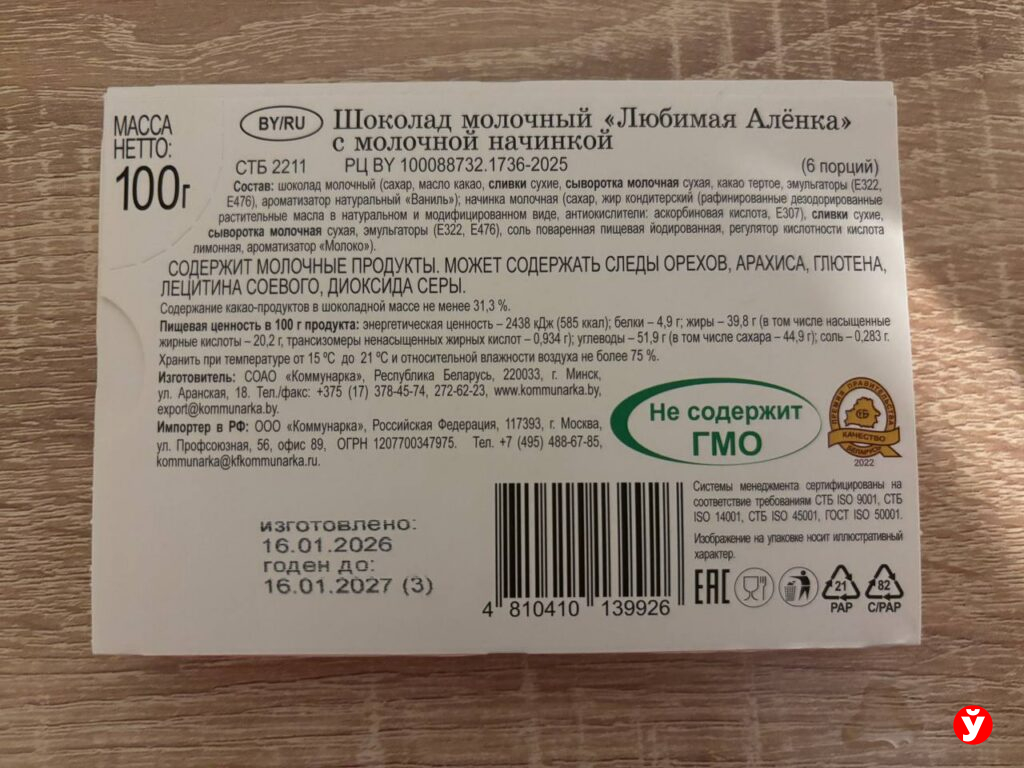 МАССА
НЕТТО:
100г
BY/RU
Шоколад молочный «Любимая Алёнка»
с молочной начинкой
СТБ 2211 РЦ BY 100088732.1736-2025 (6 порций)
Состав: шоколад молочный (сахар, масло какао, сливки сухие, сыворотка молочная сухая, какао тертое, эмульгаторы (Е322,
Е476), ароматизатор натуральный «Ваниль»); начинка молочная (сахар, жир кондитерский (рафинированные дезодорированные
растительные масла в натуральном и модифицированном виде, антиокислители: аскорбиновая кислота, Е307), сливки сухие,
сыворотка молочная сухая, эмульгаторы (Е322, Е476), соль поваренная пищевая йодированная, регулятор кислотности кислота
лимонная, ароматизатор «Молоко»).
СОДЕРЖИТ МОЛОЧНЫЕ ПРОДУКТЫ. МОЖЕТ СОДЕРЖАТЬ СЛЕДЫ ОРЕХОВ, АРАХИСА, ГЛЮТЕНА,
ЛЕЦИТИНА СОЕВОГО, ДИОКСИДА СЕРЫ.
Содержание какао-продуктов в шоколадной массе не менее 31,3 %.
Пищевая ценность в 100 г продукта: энергетическая ценность – 2438 кДж (585 ккал); белки – 4,9 г; жиры – 39,8 г (в том числе насыщенные
жирные кислоты – 20,2 г, трансизомеры ненасыщенных жирных кислот – 0,934 г); углеводы – 51,9 г (в том числе сахара – 44,9 г); соль – 0,283 г.
Хранить при температуре от 15 ºС до 21 ºС и относительной влажности воздуха не более 75 %.
Изготовитель: СОАО «Коммунарка», Республика Беларусь, 220033, г. Минск,
ул. Аранская, 18. Тел./факс: +375 (17) 378-45-74, 272-62-23, www.kommunarka.by,
export@kommunarka.by.
Импортер в РФ: ООО «Коммунарка», Российская Федерация, 117393, г. Москва,
ул. Профсоюзная, 56, офис 89, ОГРН 1207700347975. Тел. +7 (495) 488-67-85,
kommunarka@kfkommunarka.ru.
Не содержит
ГМО
ПРЕМИЯ ПРАВИТЕЛЬСТВА
КАЧЕСТВО
БЕЛАРУСЬ
2022
Системы менеджмента сертифицированы на
соответствие требованиям СТБ ISO 9001, СТБ
ISO 14001, СТБ ISO 45001, ГОСТ ISO 50001.
Изображение на упаковке носит иллюстративный
характер.
изготовлено:
16.01.2026
годен до:
16.01.2027 (3)
4 810410 139926
EAC
21
PAP
82
C/PAP
Ў